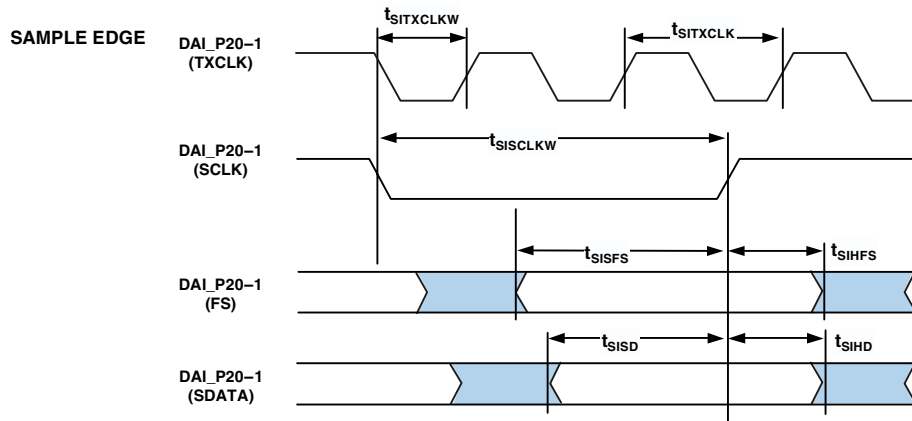 SAMPLE EDGE
DAI_P20–1
(TXCLK)
tSITXCLKW
tSITXCLK
DAI_P20–1
(SCLK)
tSISCLKW
DAI_P20–1
(FS)
tSISFS
tSIHFS
DAI_P20–1
(SDATA)
tSISD
tSIHD